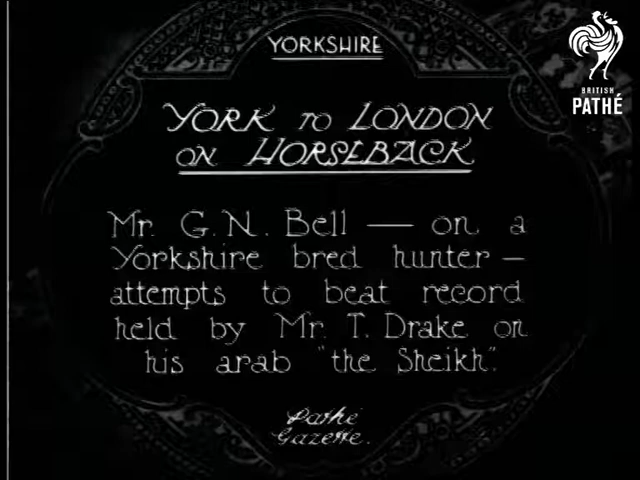 YORKSHIRE
BRITISH
PATHÉ
YORK TO LONDON
ON HORSEBACK
Mr. G.N. Bell — on a
Yorkshire bred hunter —
attempts to beat record
held by Mr. T. Drake on
his arab "the Sheikh".
Pathé
Gazette.